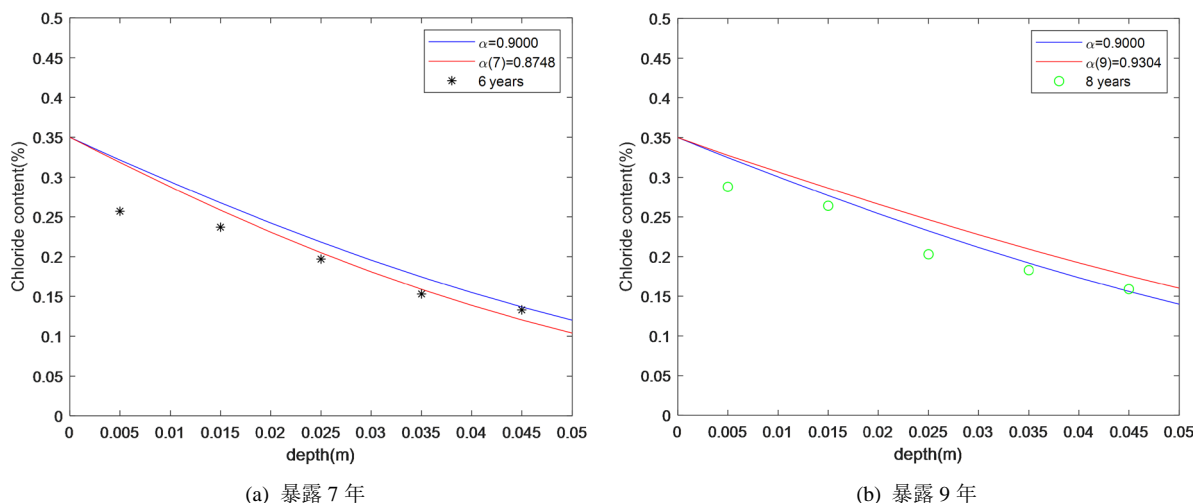 0.5
0.45
0.4
0.35
0.3
0.25
0.2
0.15
0.1
0.05
0
Chloride content(%)
α=0.9000
α(7)=0.8748
6 years
0 0.005 0.01 0.015 0.02 0.025 0.03 0.035 0.04 0.045 0.05
depth(m)
(a) 暴露 7 年
0.5
0.45
0.4
0.35
0.3
0.25
0.2
0.15
0.1
0.05
0
Chloride content(%)
α=0.9000
α(9)=0.9304
8 years
0 0.005 0.01 0.015 0.02 0.025 0.03 0.035 0.04 0.045 0.05
depth(m)
(b) 暴露 9 年